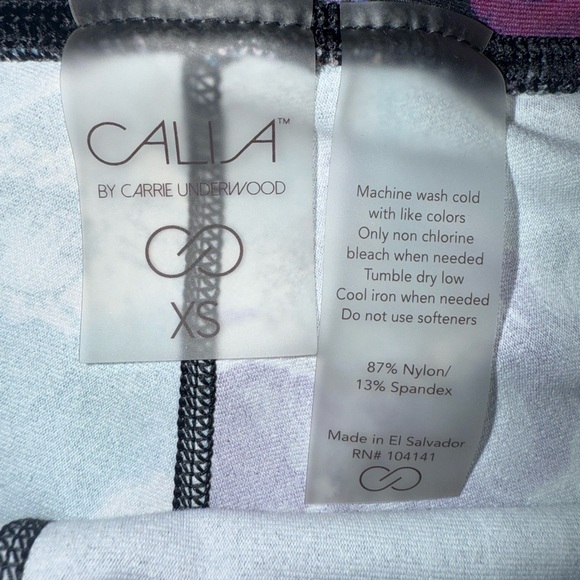 CALIA™
BY CARRIE UNDERWOOD
XS
Machine wash cold
with like colors
Only non chlorine
bleach when needed
Tumble dry low
Cool iron when needed
Do not use softeners
87% Nylon/
13% Spandex
Made in El Salvador
RN# 104141